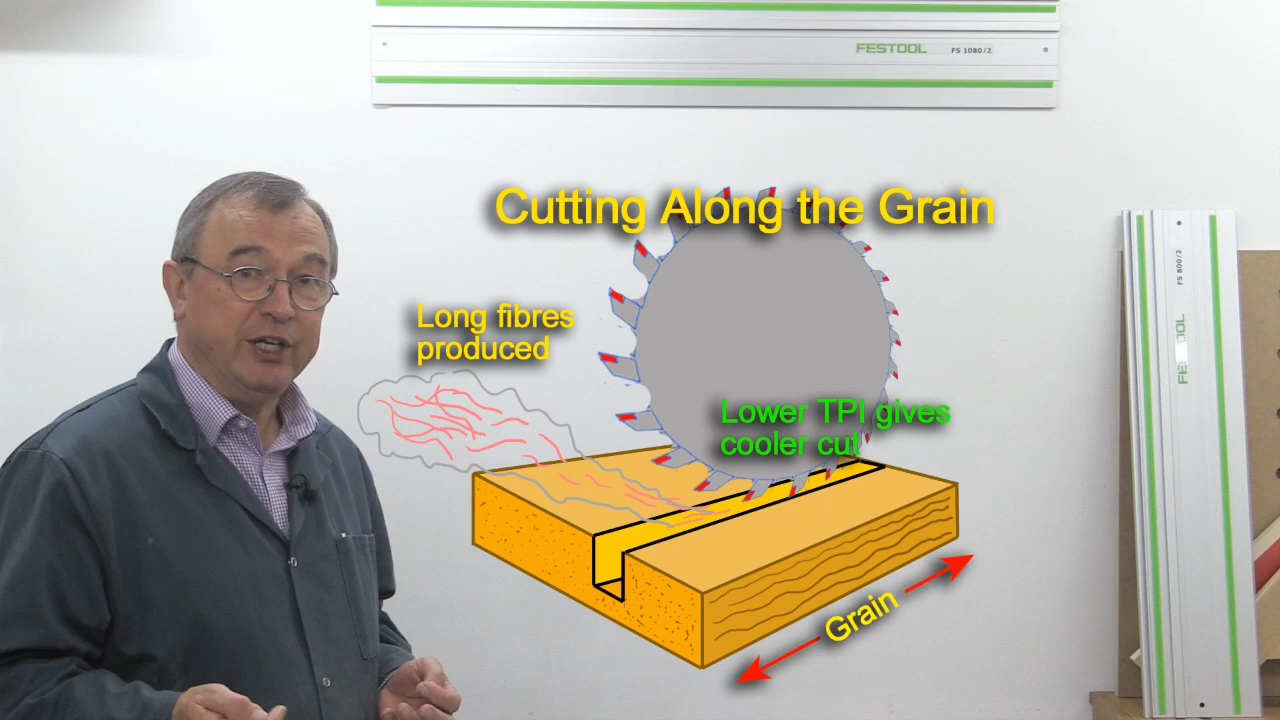 FESTOOL FS 1080/2
Cutting Along the Grain
Long fibres
produced
Lower TPI gives
cooler cut
Grain
FS 800/2
FESTOOL